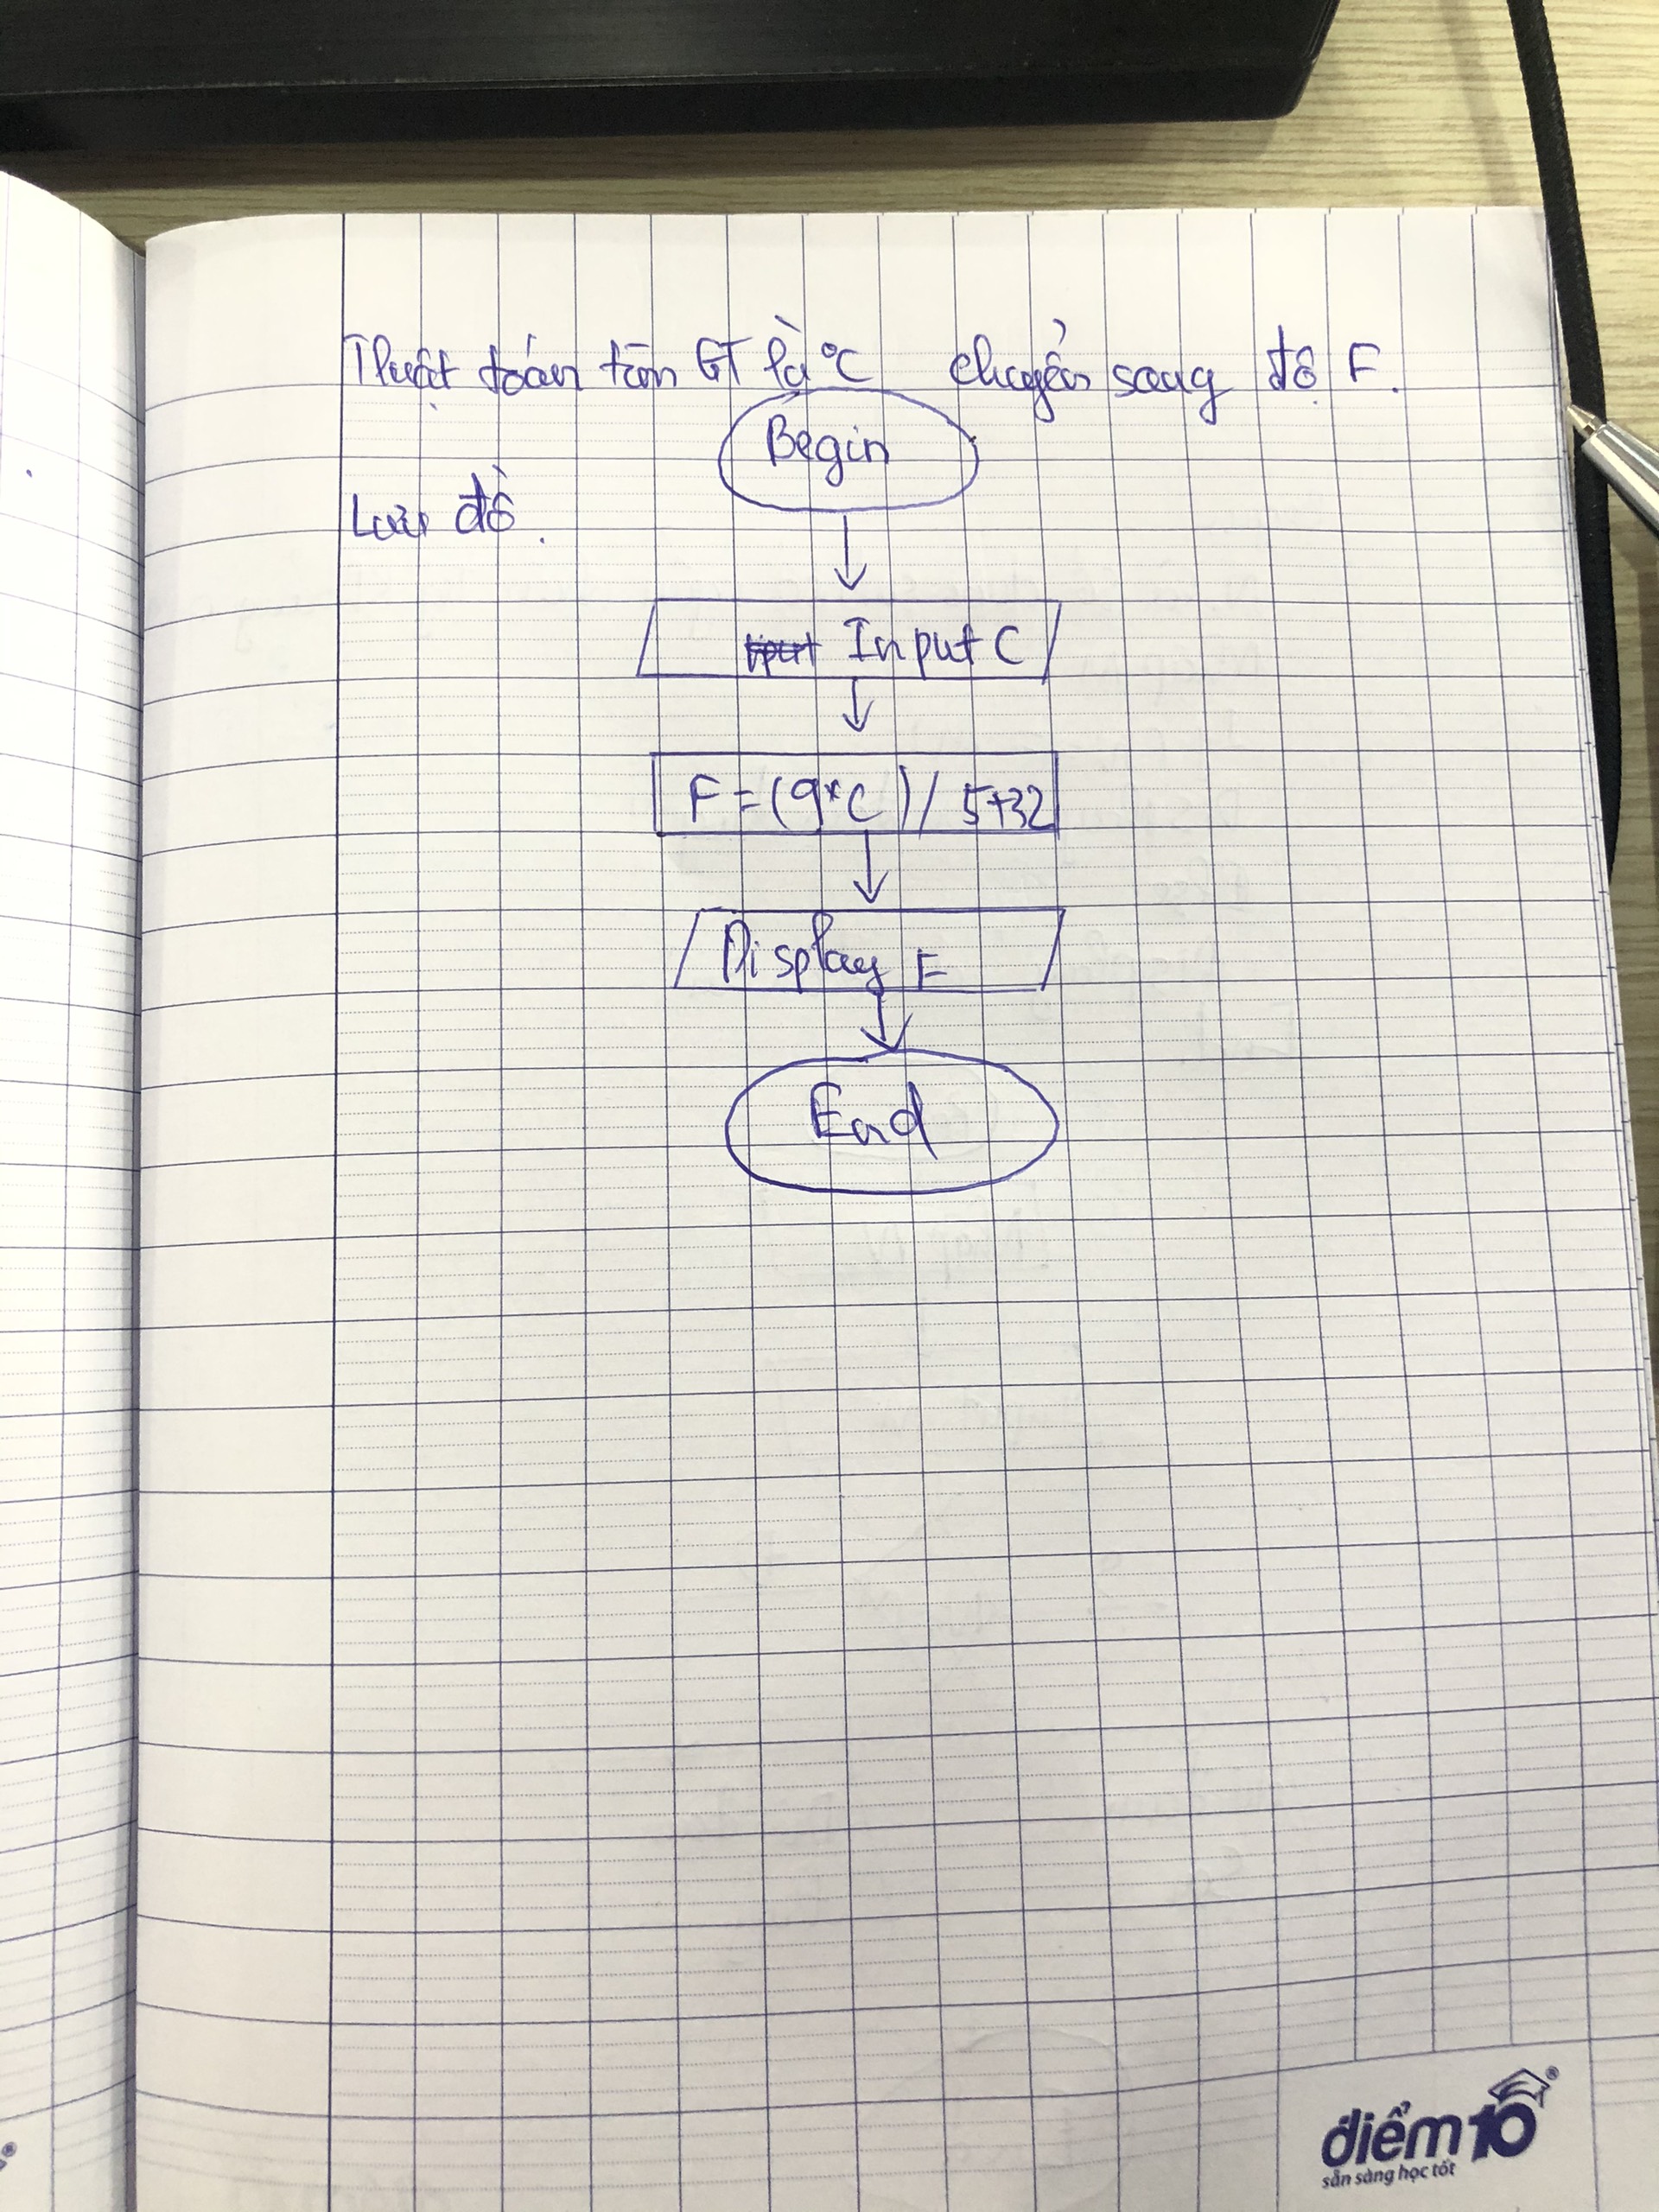 Thuật toán tìm GT là °C chuyển sang độ F.
Begin
Lưu đồ.
Input C
F = (9*C) / 5+32
Display F
End
điểm 10
sẵn sàng học tốt